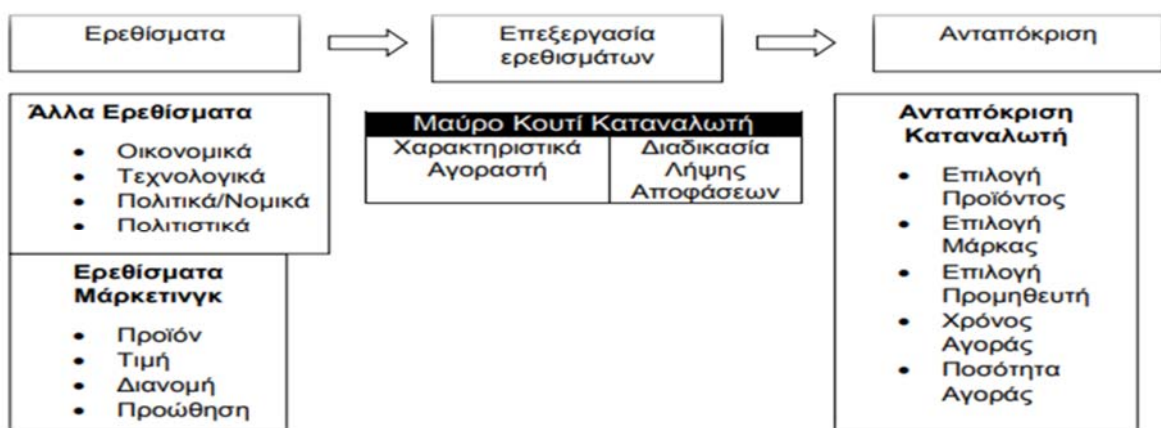 Ερεθίσματα
Επεξεργασία
ερεθισμάτων
Ανταπόκριση
Άλλα Ερεθίσματα
• Οικονομικά
• Τεχνολογικά
• Πολιτικά/Νομικά
• Πολιτιστικά
Ερεθίσματα
Μάρκετινγκ
• Προϊόν
• Τιμή
• Διανομή
• Προώθηση
Μαύρο Κουτί Καταναλωτή
Χαρακτηριστικά
Αγοραστή
Διαδικασία
Λήψης
Αποφάσεων
Ανταπόκριση
Καταναλωτή
• Επιλογή
Προϊόντος
• Επιλογή
Μάρκας
• Επιλογή
Προμηθευτή
• Χρόνος
Αγοράς
• Ποσότητα
Αγοράς